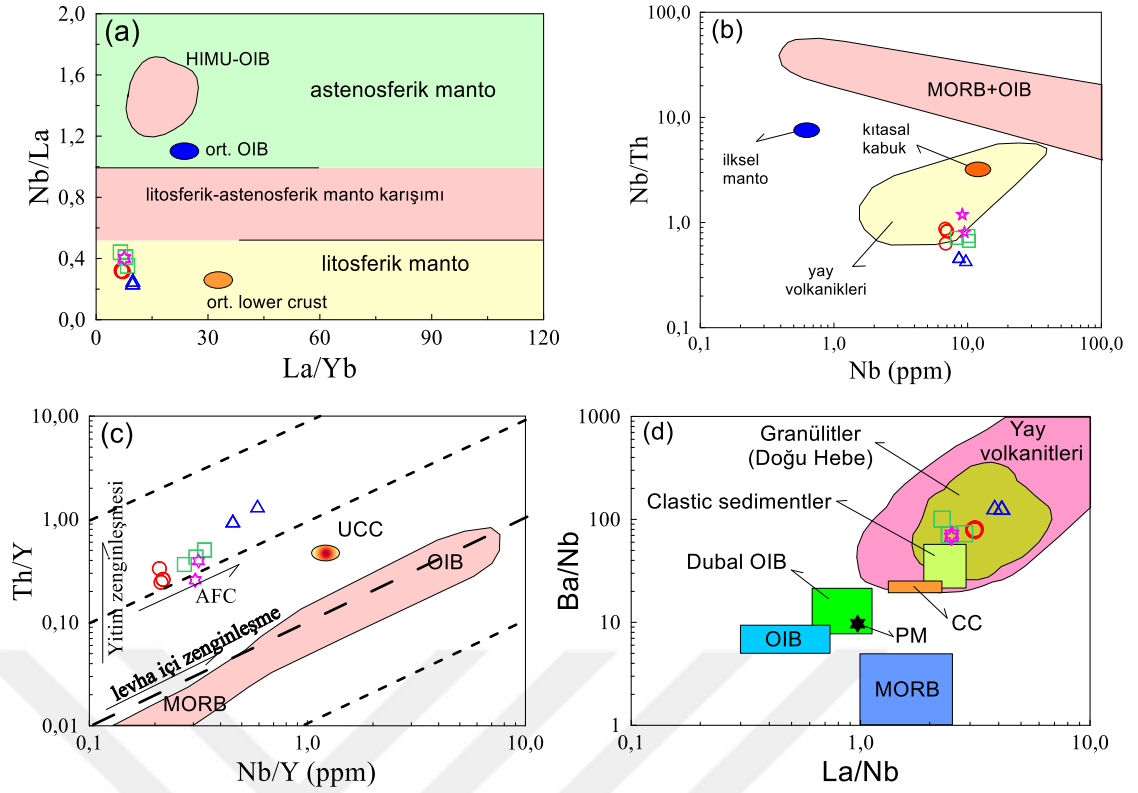 (a)
2,0
1,6
1,2
0,8
0,4
0,0
Nb/La
HIMU-OIB
astenosferik manto
ort. OIB
litosferik-astenosferik manto karışımı
litosferik manto
ort. lower crust
0
30
60
90
120
La/Yb
(b)
100,0
10,0
1,0
0,1
Nb/Th
MORB+OIB
kıtasal
kabuk
ilksel
manto
yay
volkanikleri
0,1
1,0
10,0
100,0
Nb (ppm)
(c)
10,00
1,00
0,10
0,01
Th/Y
Yitim zenginleşmesi
UCC
OIB
AFC
levha içi zenginleşme
MORB
0,1
1,0
10,0
Nb/Y (ppm)
(d)
1000
100
10
1
Ba/Nb
Granülitler
(Doğu Hebe)
Yay
volkanitleri
Clastic sedimentler
Dubal OIB
OIB
PM
CC
MORB
0,1
1,0
10,0
La/Nb